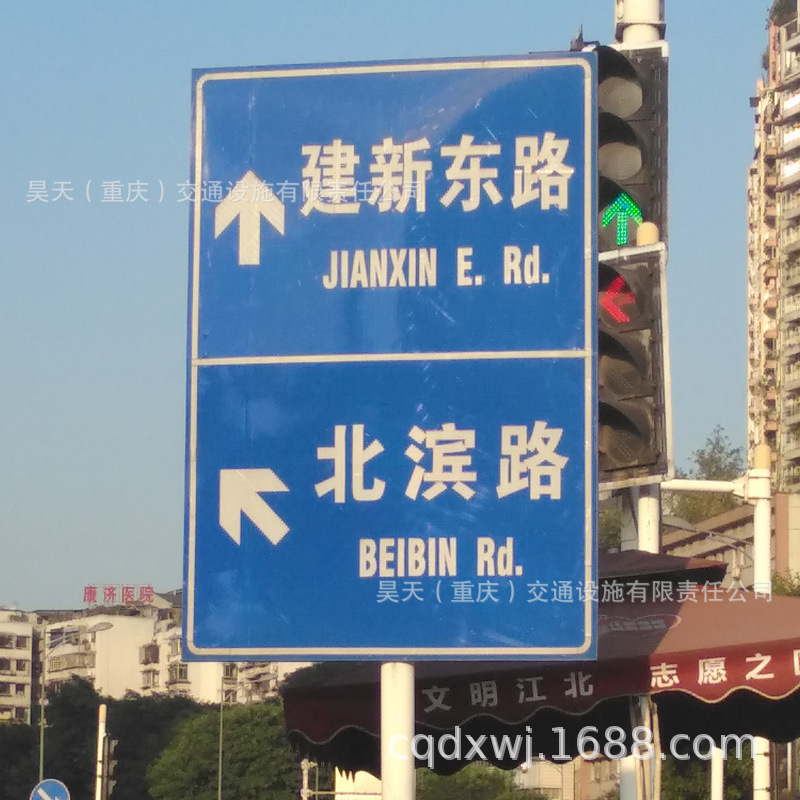 建新东路
JIANXIN E. Rd.
昊天（重庆）交通设施有限责任公司
北滨路
BEIBIN Rd.
昊天（重庆）交通设施有限责任公司
康济医院
文明江北 志愿之
cqdxwj.1688.com